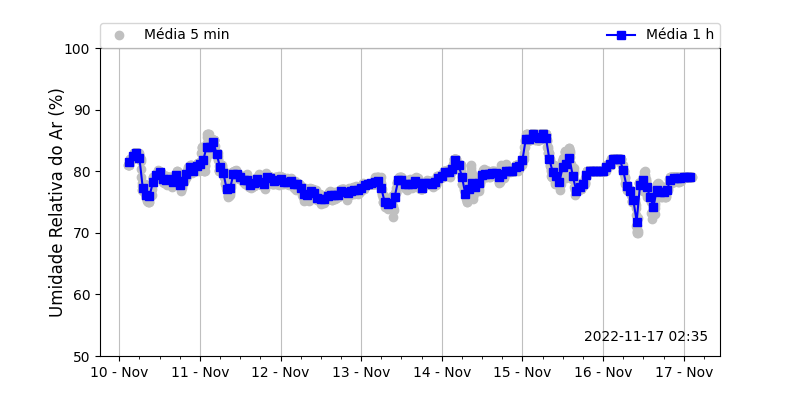 Média 5 min
Média 1 h
Umidade Relativa do Ar (%)
100
90
80
70
60
50
2022-11-17 02:35
10 - Nov
11 - Nov
12 - Nov
13 - Nov
14 - Nov
15 - Nov
16 - Nov
17 - Nov